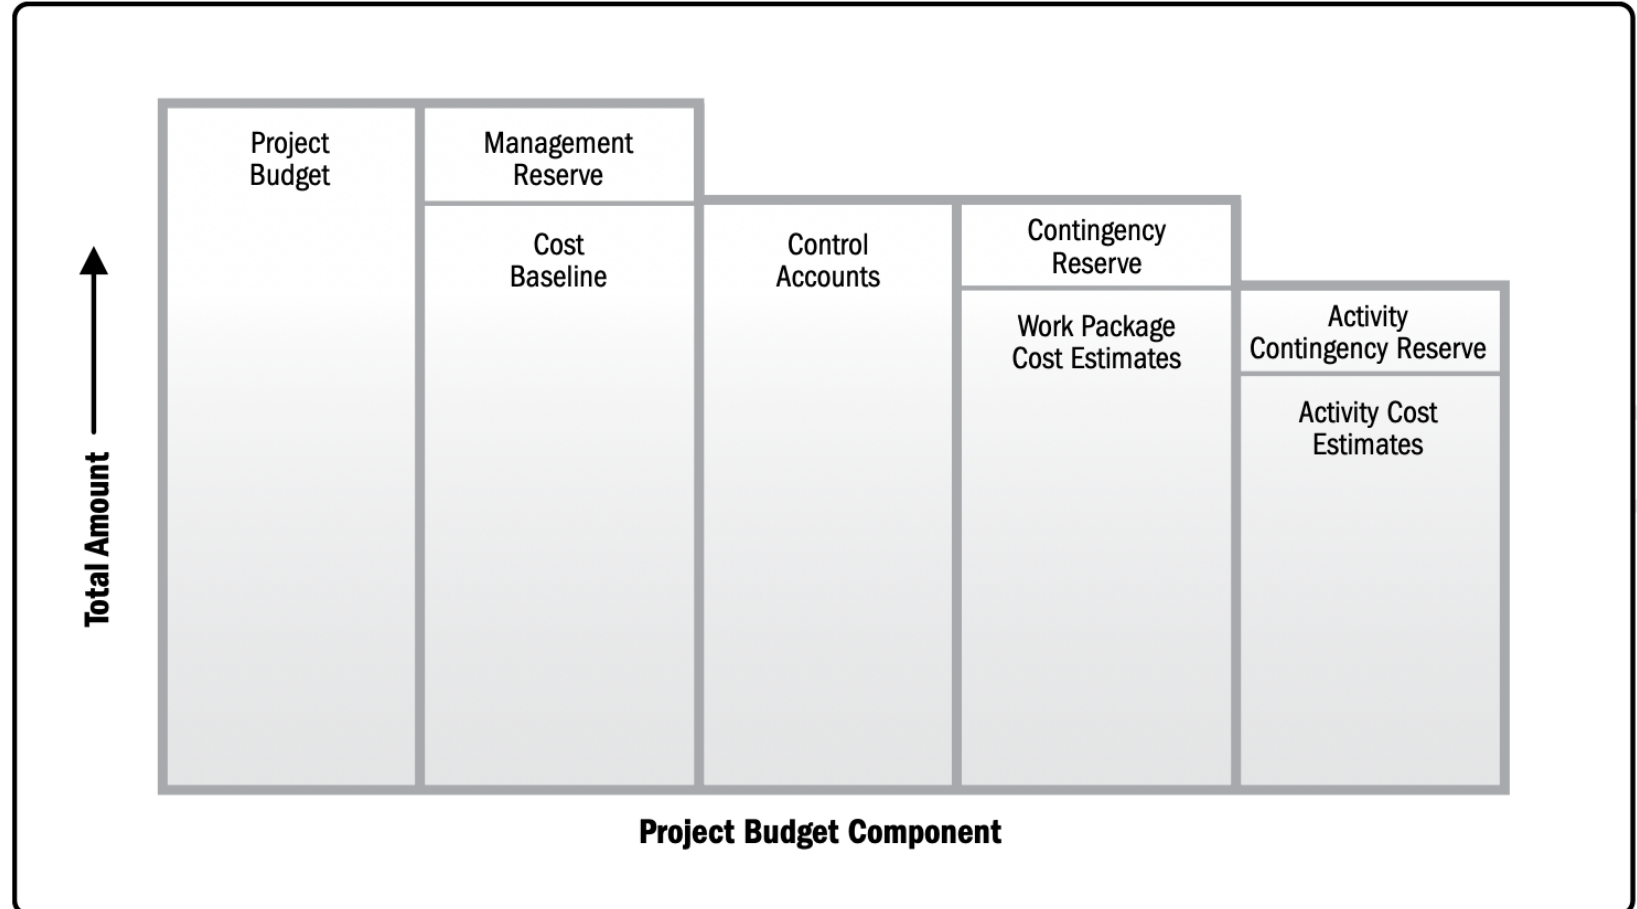 Project
Budget
Management
Reserve
Cost
Baseline
Control
Accounts
Contingency
Reserve
Work Package
Cost Estimates
Activity
Contingency Reserve
Activity Cost
Estimates
Total Amount
Project Budget Component